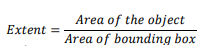 Extent = Area of the object / Area of bounding box